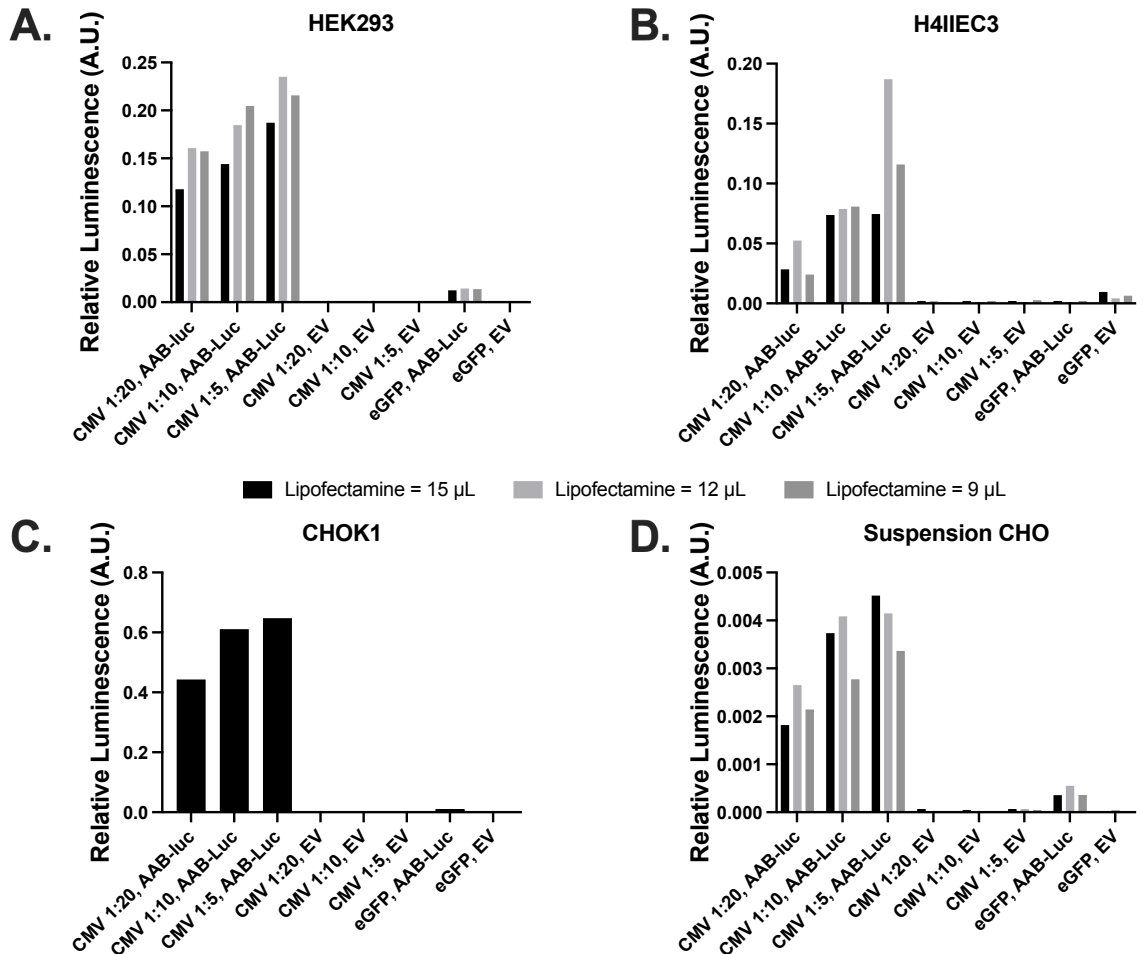 A.
HEK293
Relative Luminescence (A.U.)
0.25
0.20
0.15
0.10
0.05
0.00
CMV 1:20, AAB-luc
CMV 1:10, AAB-Luc
CMV 1:5, AAB-Luc
CMV 1:20, EV
CMV 1:10, EV
CMV 1:5, EV
eGFP, AAB-Luc
eGFP, EV
B.
H4IIEC3
Relative Luminescence (A.U.)
0.20
0.15
0.10
0.05
0.00
CMV 1:20, AAB-luc
CMV 1:10, AAB-Luc
CMV 1:5, AAB-Luc
CMV 1:20, EV
CMV 1:10, EV
CMV 1:5, EV
eGFP, AAB-Luc
eGFP, EV
Lipofectamine = 15 µL
Lipofectamine = 12 µL
Lipofectamine = 9 µL
C.
CHOK1
Relative Luminescence (A.U.)
0.8
0.6
0.4
0.2
0.0
CMV 1:20, AAB-luc
CMV 1:10, AAB-Luc
CMV 1:5, AAB-Luc
CMV 1:20, EV
CMV 1:10, EV
CMV 1:5, EV
eGFP, AAB-Luc
eGFP, EV
D.
Suspension CHO
Relative Luminescence (A.U.)
0.005
0.004
0.003
0.002
0.001
0.000
CMV 1:20, AAB-luc
CMV 1:10, AAB-Luc
CMV 1:5, AAB-Luc
CMV 1:20, EV
CMV 1:10, EV
CMV 1:5, EV
eGFP, AAB-Luc
eGFP, EV